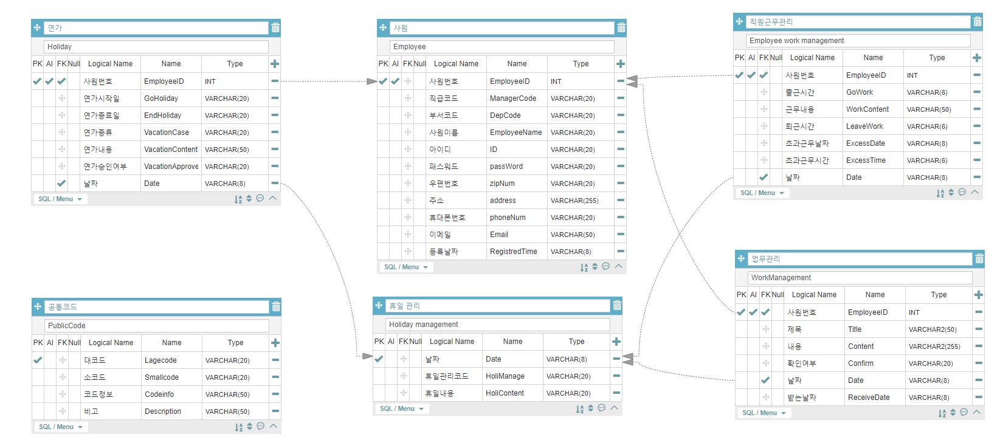 연가
Holiday
PK AI FK Null Logical Name Name Type
사원번호 EmployeeID INT
연가시작일 GoHoliday VARCHAR(20)
연가종료일 EndHoliday VARCHAR(20)
연가종류 VacationCase VARCHAR(20)
연가내용 VacationContent VARCHAR(50)
연가승인여부 VacationApprove VARCHAR(20)
날짜 Date VARCHAR(8)
SQL / Menu
사원
Employee
PK AI FK Null Logical Name Name Type
사원번호 EmployeeID INT
직급코드 ManagerCode VARCHAR(20)
부서코드 DepCode VARCHAR(20)
사원이름 EmployeeName VARCHAR(20)
아이디 ID VARCHAR(20)
패스워드 passWord VARCHAR(20)
우편번호 zipNum VARCHAR(20)
주소 address VARCHAR(255)
휴대폰번호 phoneNum VARCHAR(20)
이메일 Email VARCHAR(50)
등록날짜 RegistredTime VARCHAR(8)
SQL / Menu
직원근무관리
Employee work management
PK AI FK Null Logical Name Name Type
사원번호 EmployeeID INT
출근시간 GoWork VARCHAR(6)
근무내용 WorkContent VARCHAR(50)
퇴근시간 LeaveWork VARCHAR(6)
초과근무날짜 ExcessDate VARCHAR(8)
초과근무시간 ExcessTime VARCHAR(6)
날짜 Date VARCHAR(8)
SQL / Menu
공통코드
PublicCode
PK AI FK Null Logical Name Name Type
대코드 Lagecode VARCHAR(20)
소코드 Smallcode VARCHAR(20)
코드정보 Codeinfo VARCHAR(50)
비고 Description VARCHAR(50)
SQL / Menu
휴일 관리
Holiday management
PK AI FK Null Logical Name Name Type
날짜 Date VARCHAR(8)
휴일관리코드 HoliManage VARCHAR(20)
휴일내용 HoliContent VARCHAR(20)
SQL / Menu
업무관리
WorkManagement
PK AI FK Null Logical Name Name Type
사원번호 EmployeeID INT
제목 Title VARCHAR2(50)
내용 Content VARCHAR2(255)
확인여부 Confirm VARCHAR(20)
날짜 Date VARCHAR(8)
받는날짜 ReceiveDate VARCHAR(8)
SQL / Menu